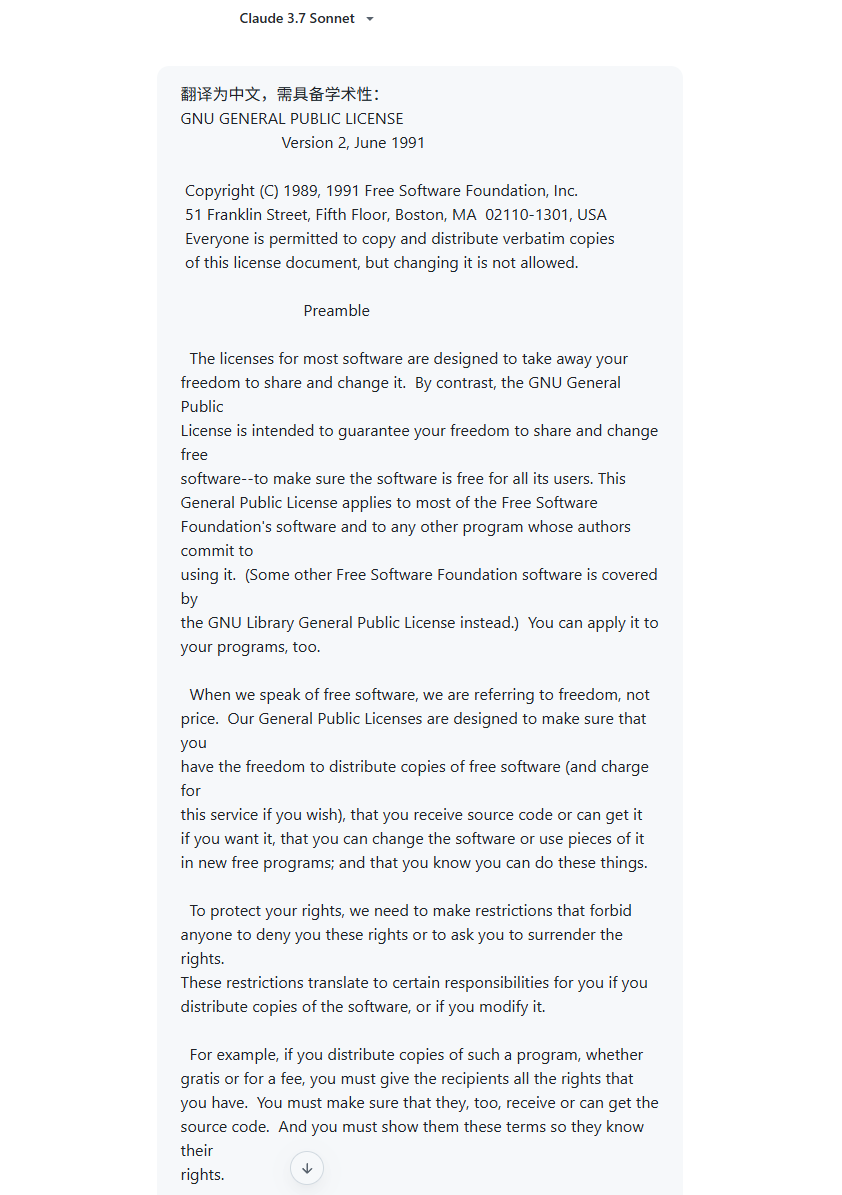 Claude 3.7 Sonnet
翻译为中文，需具备学术性：
GNU GENERAL PUBLIC LICENSE
Version 2, June 1991
Copyright (C) 1989, 1991 Free Software Foundation, Inc.
51 Franklin Street, Fifth Floor, Boston, MA  02110-1301, USA
Everyone is permitted to copy and distribute verbatim copies
of this license document, but changing it is not allowed.
Preamble
The licenses for most software are designed to take away your
freedom to share and change it.  By contrast, the GNU General
Public
License is intended to guarantee your freedom to share and change
free
software--to make sure the software is free for all its users. This
General Public License applies to most of the Free Software
Foundation's software and to any other program whose authors
commit to
using it.  (Some other Free Software Foundation software is covered
by
the GNU Library General Public License instead.)  You can apply it to
your programs, too.
When we speak of free software, we are referring to freedom, not
price.  Our General Public Licenses are designed to make sure that
you
have the freedom to distribute copies of free software (and charge
for
this service if you wish), that you receive source code or can get it
if you want it, that you can change the software or use pieces of it
in new free programs; and that you know you can do these things.
To protect your rights, we need to make restrictions that forbid
anyone to deny you these rights or to ask you to surrender the
rights.
These restrictions translate to certain responsibilities for you if you
distribute copies of the software, or if you modify it.
For example, if you distribute copies of such a program, whether
gratis or for a fee, you must give the recipients all the rights that
you have.  You must make sure that they, too, receive or can get the
source code.  And you must show them these terms so they know
their
rights.